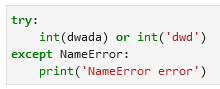 try:
    int(dwada) or int('dwd')
except NameError:
    print('NameError error')